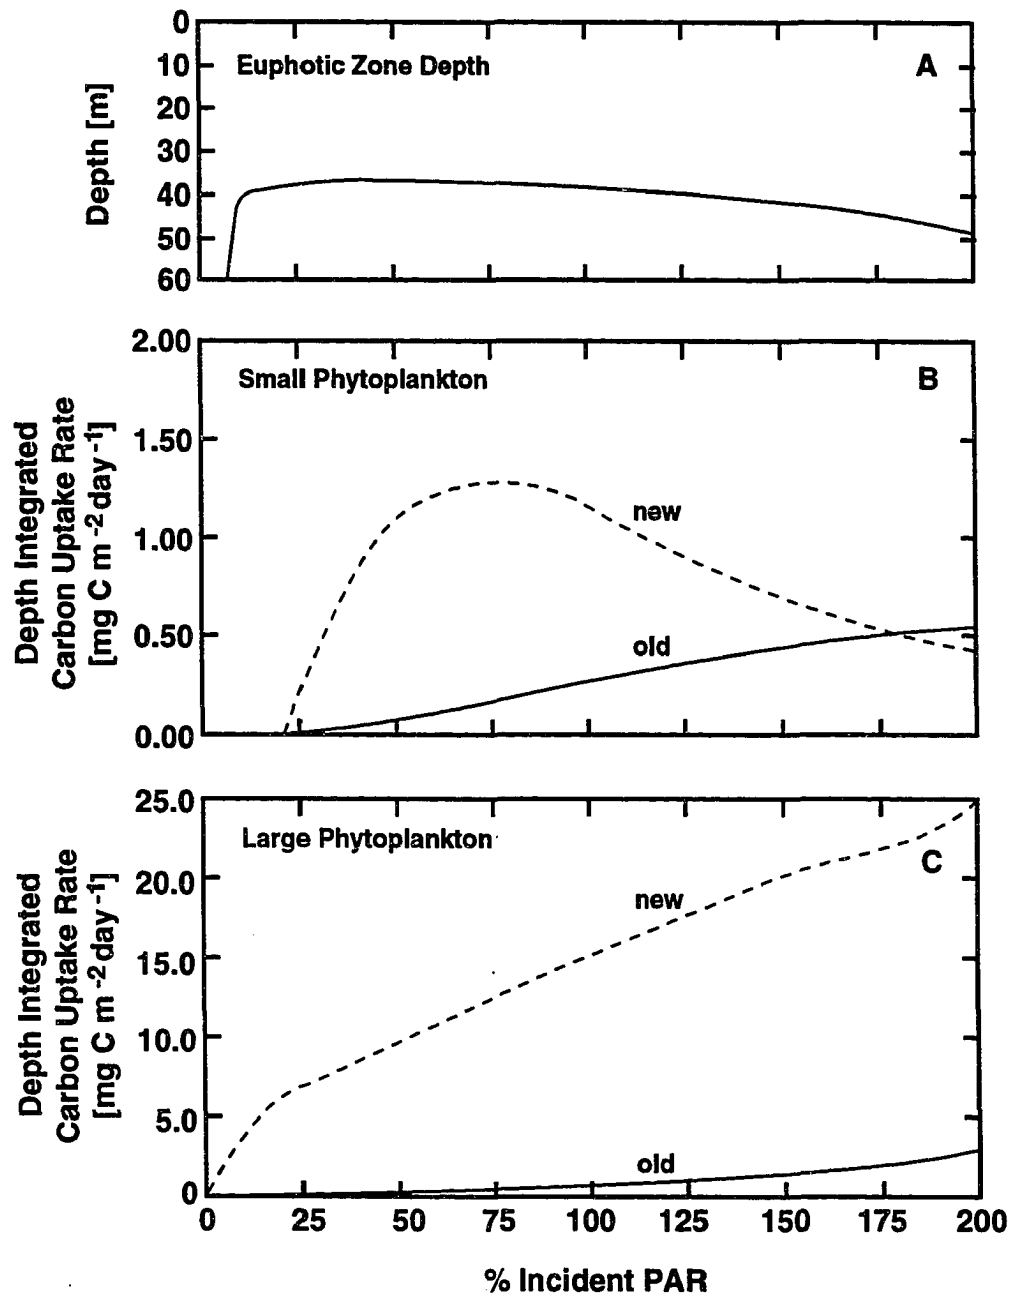 0
10
20
30
40
50
60
Depth [m]
Euphotic Zone Depth
A
2.00
1.50
1.00
0.50
0.00
Depth Integrated
Carbon Uptake Rate
[mg C m⁻² day⁻¹]
Small Phytoplankton
B
new
old
25.0
20.0
15.0
10.0
5.0
0
Depth Integrated
Carbon Uptake Rate
[mg C m⁻² day⁻¹]
Large Phytoplankton
C
new
old
0 25 50 75 100 125 150 175 200
% Incident PAR